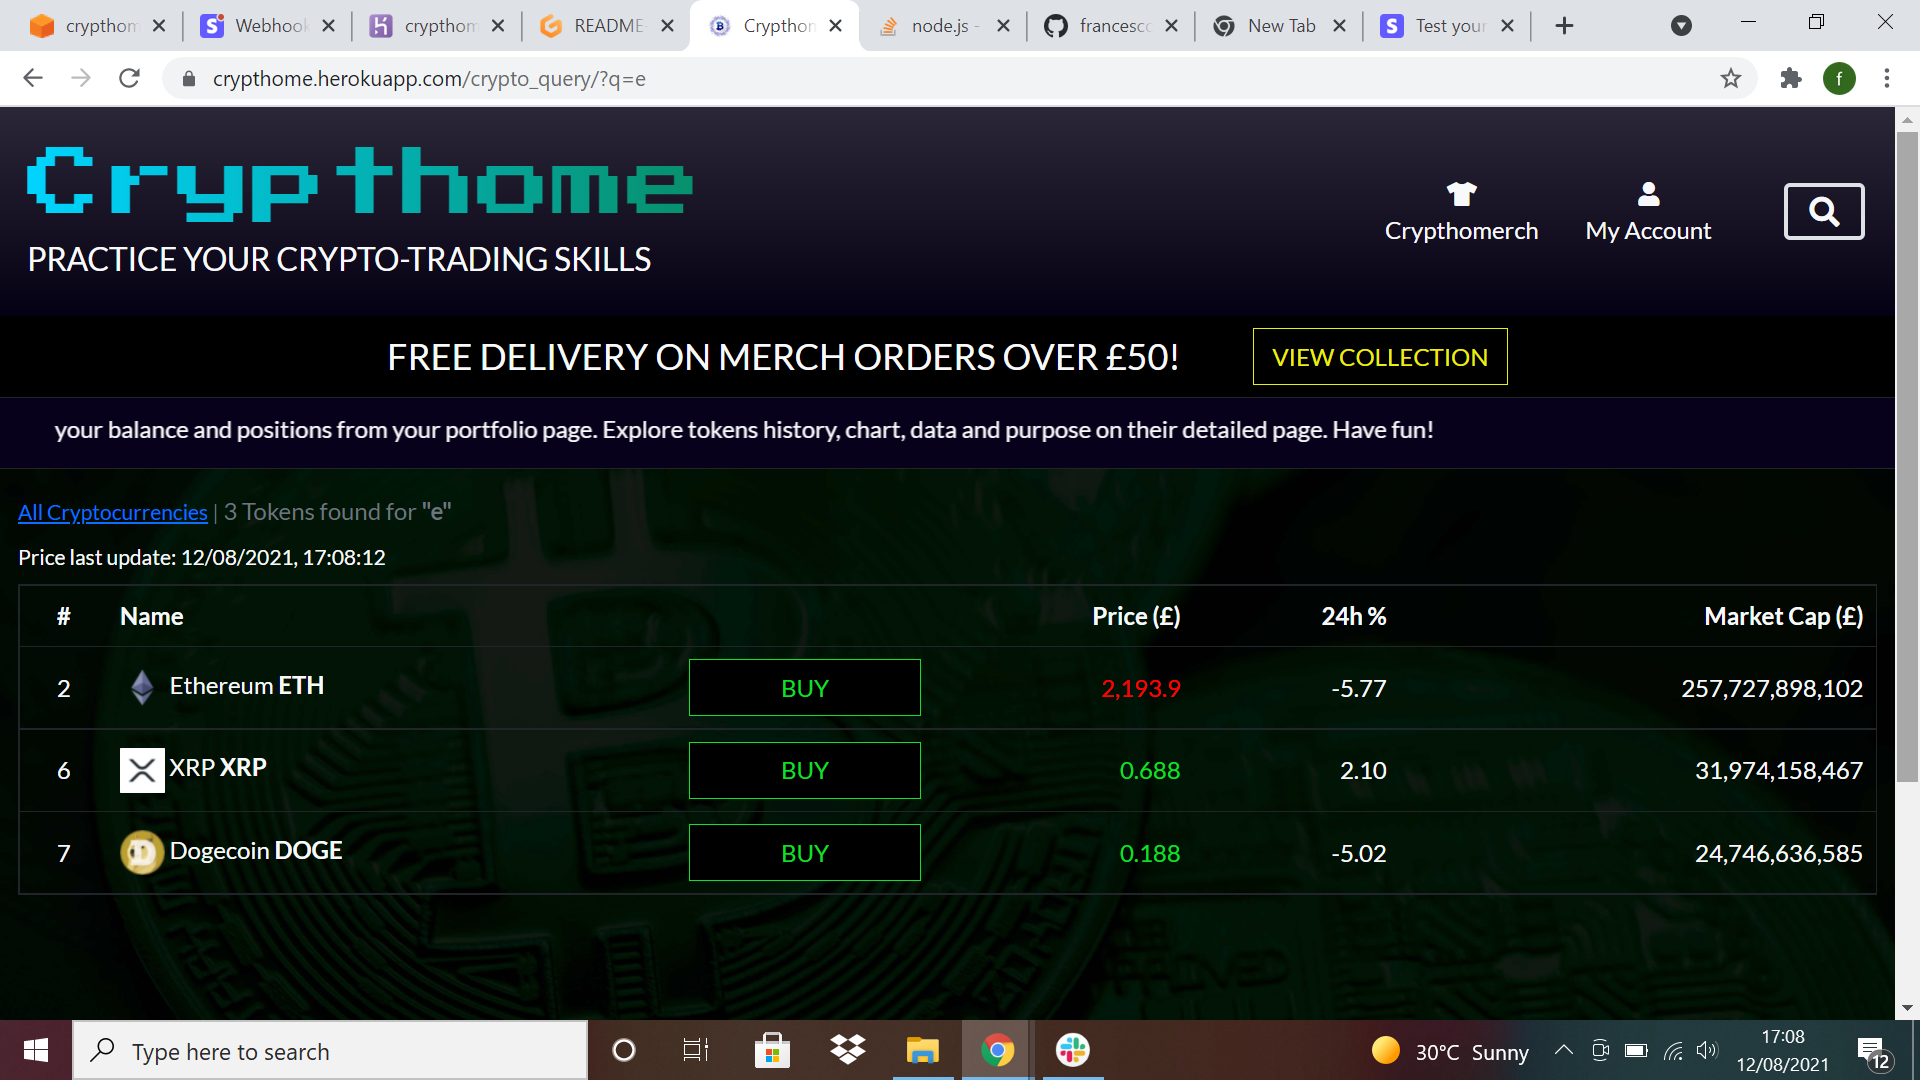 crypthom
Webhook
crypthom
README
Crypthon
node.js -
francesco
New Tab
Test your
crypthome.herokuapp.com/crypto_query/?q=e
f
Crypthome
PRACTICE YOUR CRYPTO-TRADING SKILLS
Crypthomerch
My Account
FREE DELIVERY ON MERCH ORDERS OVER £50!
VIEW COLLECTION
your balance and positions from your portfolio page. Explore tokens history, chart, data and purpose on their detailed page. Have fun!
All Cryptocurrencies | 3 Tokens found for "e"
Price last update: 12/08/2021, 17:08:12
# Name Price (£) 24h % Market Cap (£)
2 Ethereum ETH BUY 2,193.9 -5.77 257,727,898,102
6 XRP XRP BUY 0.688 2.10 31,974,158,467
7 Dogecoin DOGE BUY 0.188 -5.02 24,746,636,585
Type here to search
30°C Sunny
17:08
12/08/2021
12